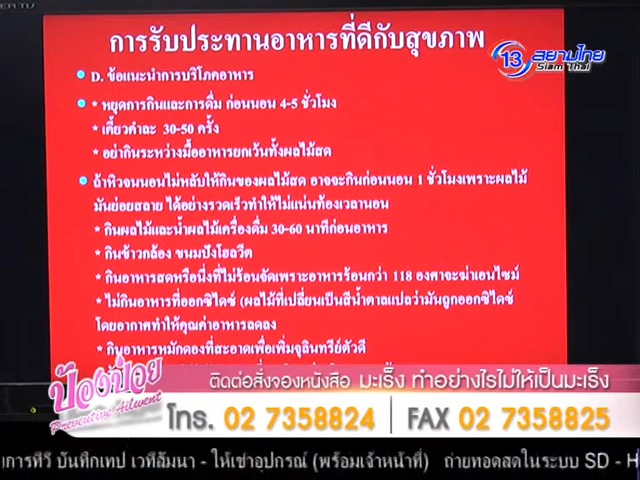 การรับประทานอาหารที่ดีกับสุขภาพ
13 สยามไทย
Siam Thai
D. ข้อแนะนำการบริโภคอาหาร
* หยุดการกินและการดื่ม ก่อนนอน 4-5 ชั่วโมง
* เคี้ยวคำละ 30-50 ครั้ง
* อย่ากินระหว่างมื้ออาหารยกเว้นทั้งผลไม้สด
ถ้าหิวจนนอนไม่หลับให้กินของผลไม้สด อาจจะกินก่อนนอน 1 ชั่วโมงเพราะผลไม้
มันย่อยสลาย ได้อย่างรวดเร็วทำให้ไม่แน่นท้องเวลานอน
* กินผลไม้และน้ำผลไม้เครื่องดื่ม 30-60 นาทีก่อนอาหาร
* กินข้าวกล้อง ขนมปังโฮลวีต
* กินอาหารสดหรือนึ่งที่ไม่ร้อนจัดเพราะอาหารร้อนกว่า 118 องศาจะฆ่าเอนไซม์
* ไม่กินอาหารที่ออกซิไดซ์ (ผลไม้ที่เปลี่ยนเป็นสีน้ำตาลแปลว่ามันถูกออกซิไดซ์
โดยอากาศทำให้คุณค่าอาหารลดลง
* กินอาหารหมักดองที่สะอาดเพื่อเพิ่มจุลินทรีย์ตัวดี
Preventive Ailment
ติดต่อสั่งจองหนังสือ มะเร็ง ทำอย่างไรไม่ให้เป็นมะเร็ง
โทร. 02 7358824 | FAX 02 7358825
ยการทีวี บันทึกเทป เวทีสัมนา - ให้เช่าอุปกรณ์ (พร้อมเจ้าหน้าที่) ถ่ายทอดสดในระบบ SD - H